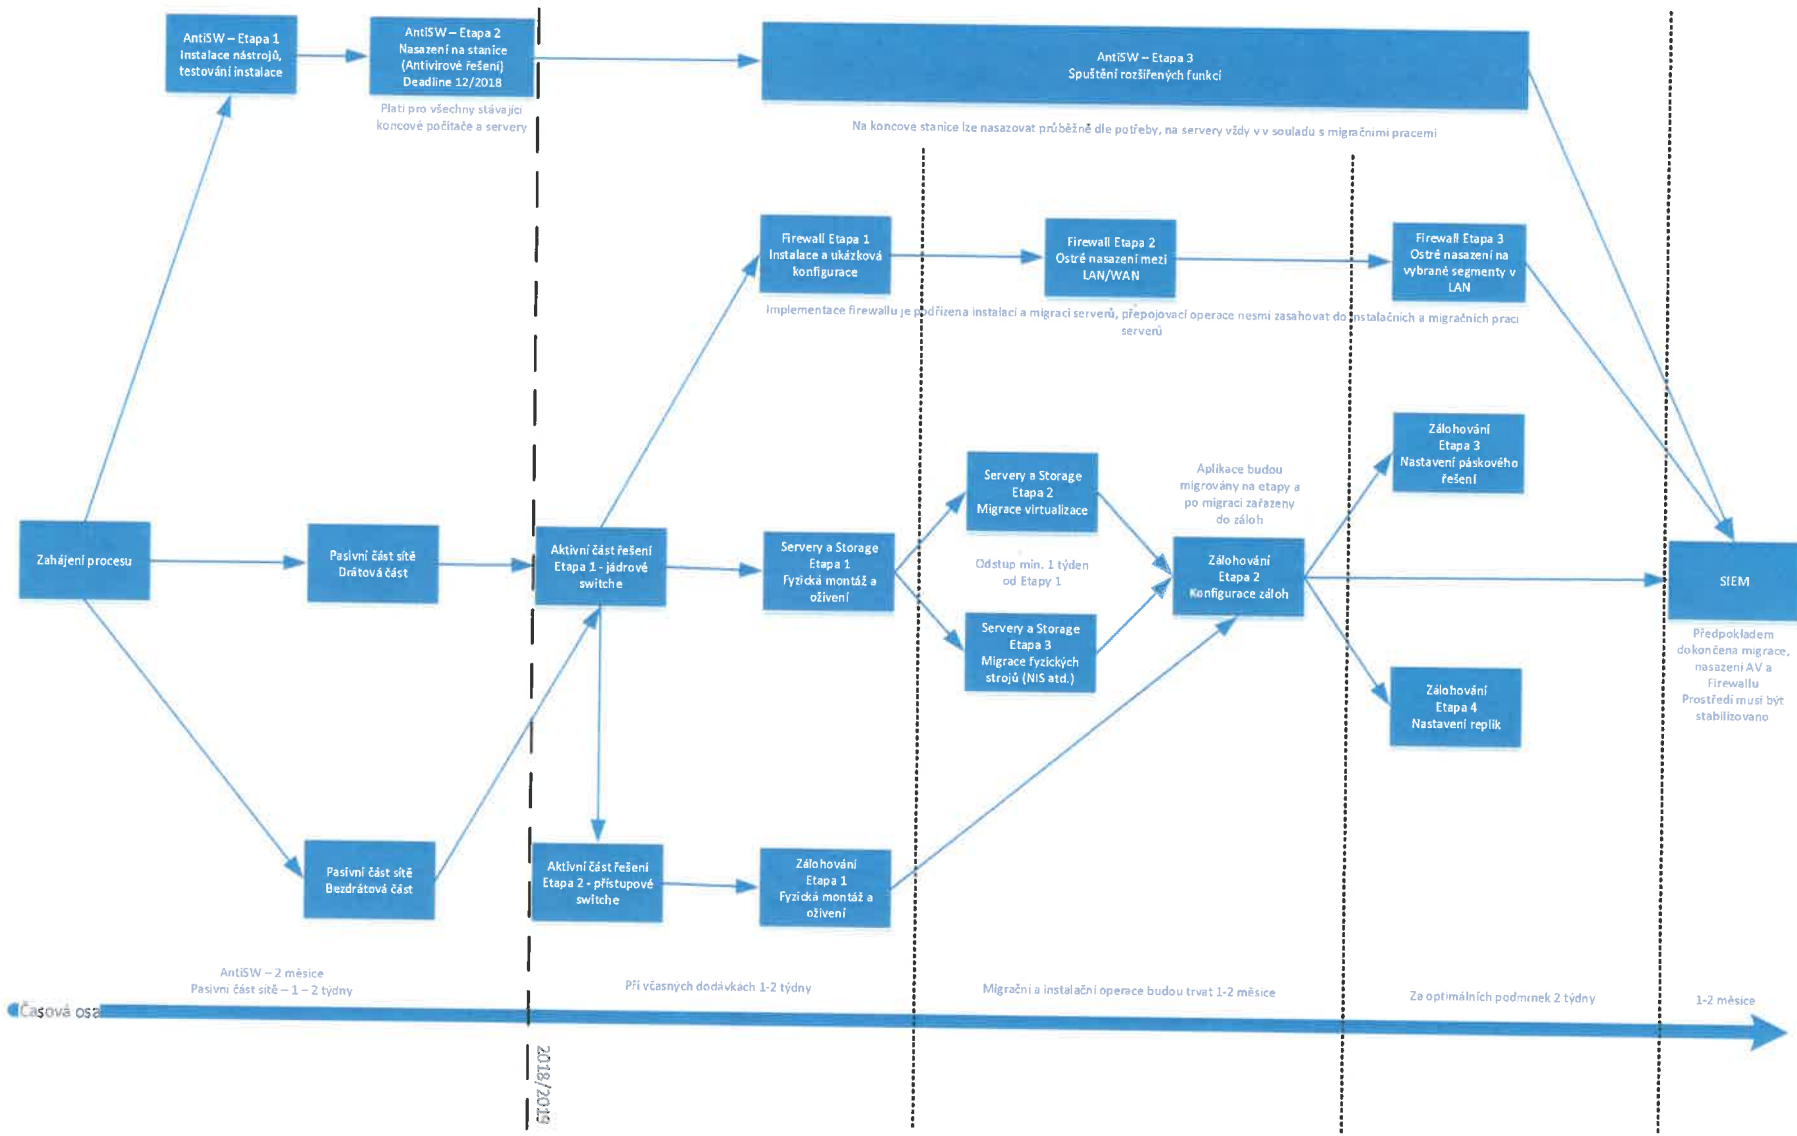 AntiSW – Etapa 1
Instalace nástrojů,
testování instalace
AntiSW – Etapa 2
Nasazení na stanice
(Antivirové řešení)
Deadline 12/2018
Platí pro všechny stávající
koncové počítače a servery
AntiSW – Etapa 3
Spuštění rozšířených funkcí
Na koncove stanice lze nasazovat průběžně dle potřeby, na servery vždy v v souladu s migračními pracemi
Firewall Etapa 1
Instalace a ukázková
konfigurace
Firewall Etapa 2
Ostré nasazení mezi
LAN/WAN
Firewall Etapa 3
Ostré nasazení na
vybrané segmenty v
LAN
Implementace firewallu je podřízena instalaci a migraci serverů, přepojovací operace nesmí zasahovat do instalačních a migračních prací
serverů
Zahájení procesu
Pasivní část sítě
Drátová část
Aktivní část řešení
Etapa 1 - jádrové
switche
Servery a Storage
Etapa 1
Fyzická montáž a
oživení
Servery a Storage
Etapa 2
Migrace virtualizace
Odstup min. 1 týden
od Etapy 1
Servery a Storage
Etapa 3
Migrace fyzických
strojů (NIS atd.)
Aplikace budou
migrovány na etapy a
po migraci zařazeny
do záloh
Zálohování
Etapa 2
Konfigurace záloh
Zálohování
Etapa 3
Nastavení páskového
řešení
Zálohování
Etapa 4
Nastavení replik
SIEM
Předpokladem
dokončena migrace,
nasazení AV a
Firewallu
Prostředí musí být
stabilizovano
Pasivní část sítě
Bezdrátová část
Aktivní část řešení
Etapa 2 - přístupové
switche
Zálohování
Etapa 1
Fyzická montáž a
oživení
AntiSW – 2 měsíce
Pasivní část sítě – 1 – 2 týdny
Při včasných dodávkách 1-2 týdny
Migrační a instalační operace budou trvat 1-2 měsíce
Za optimálních podmínek 2 týdny
1-2 měsíce
Časová osa
2018/2019